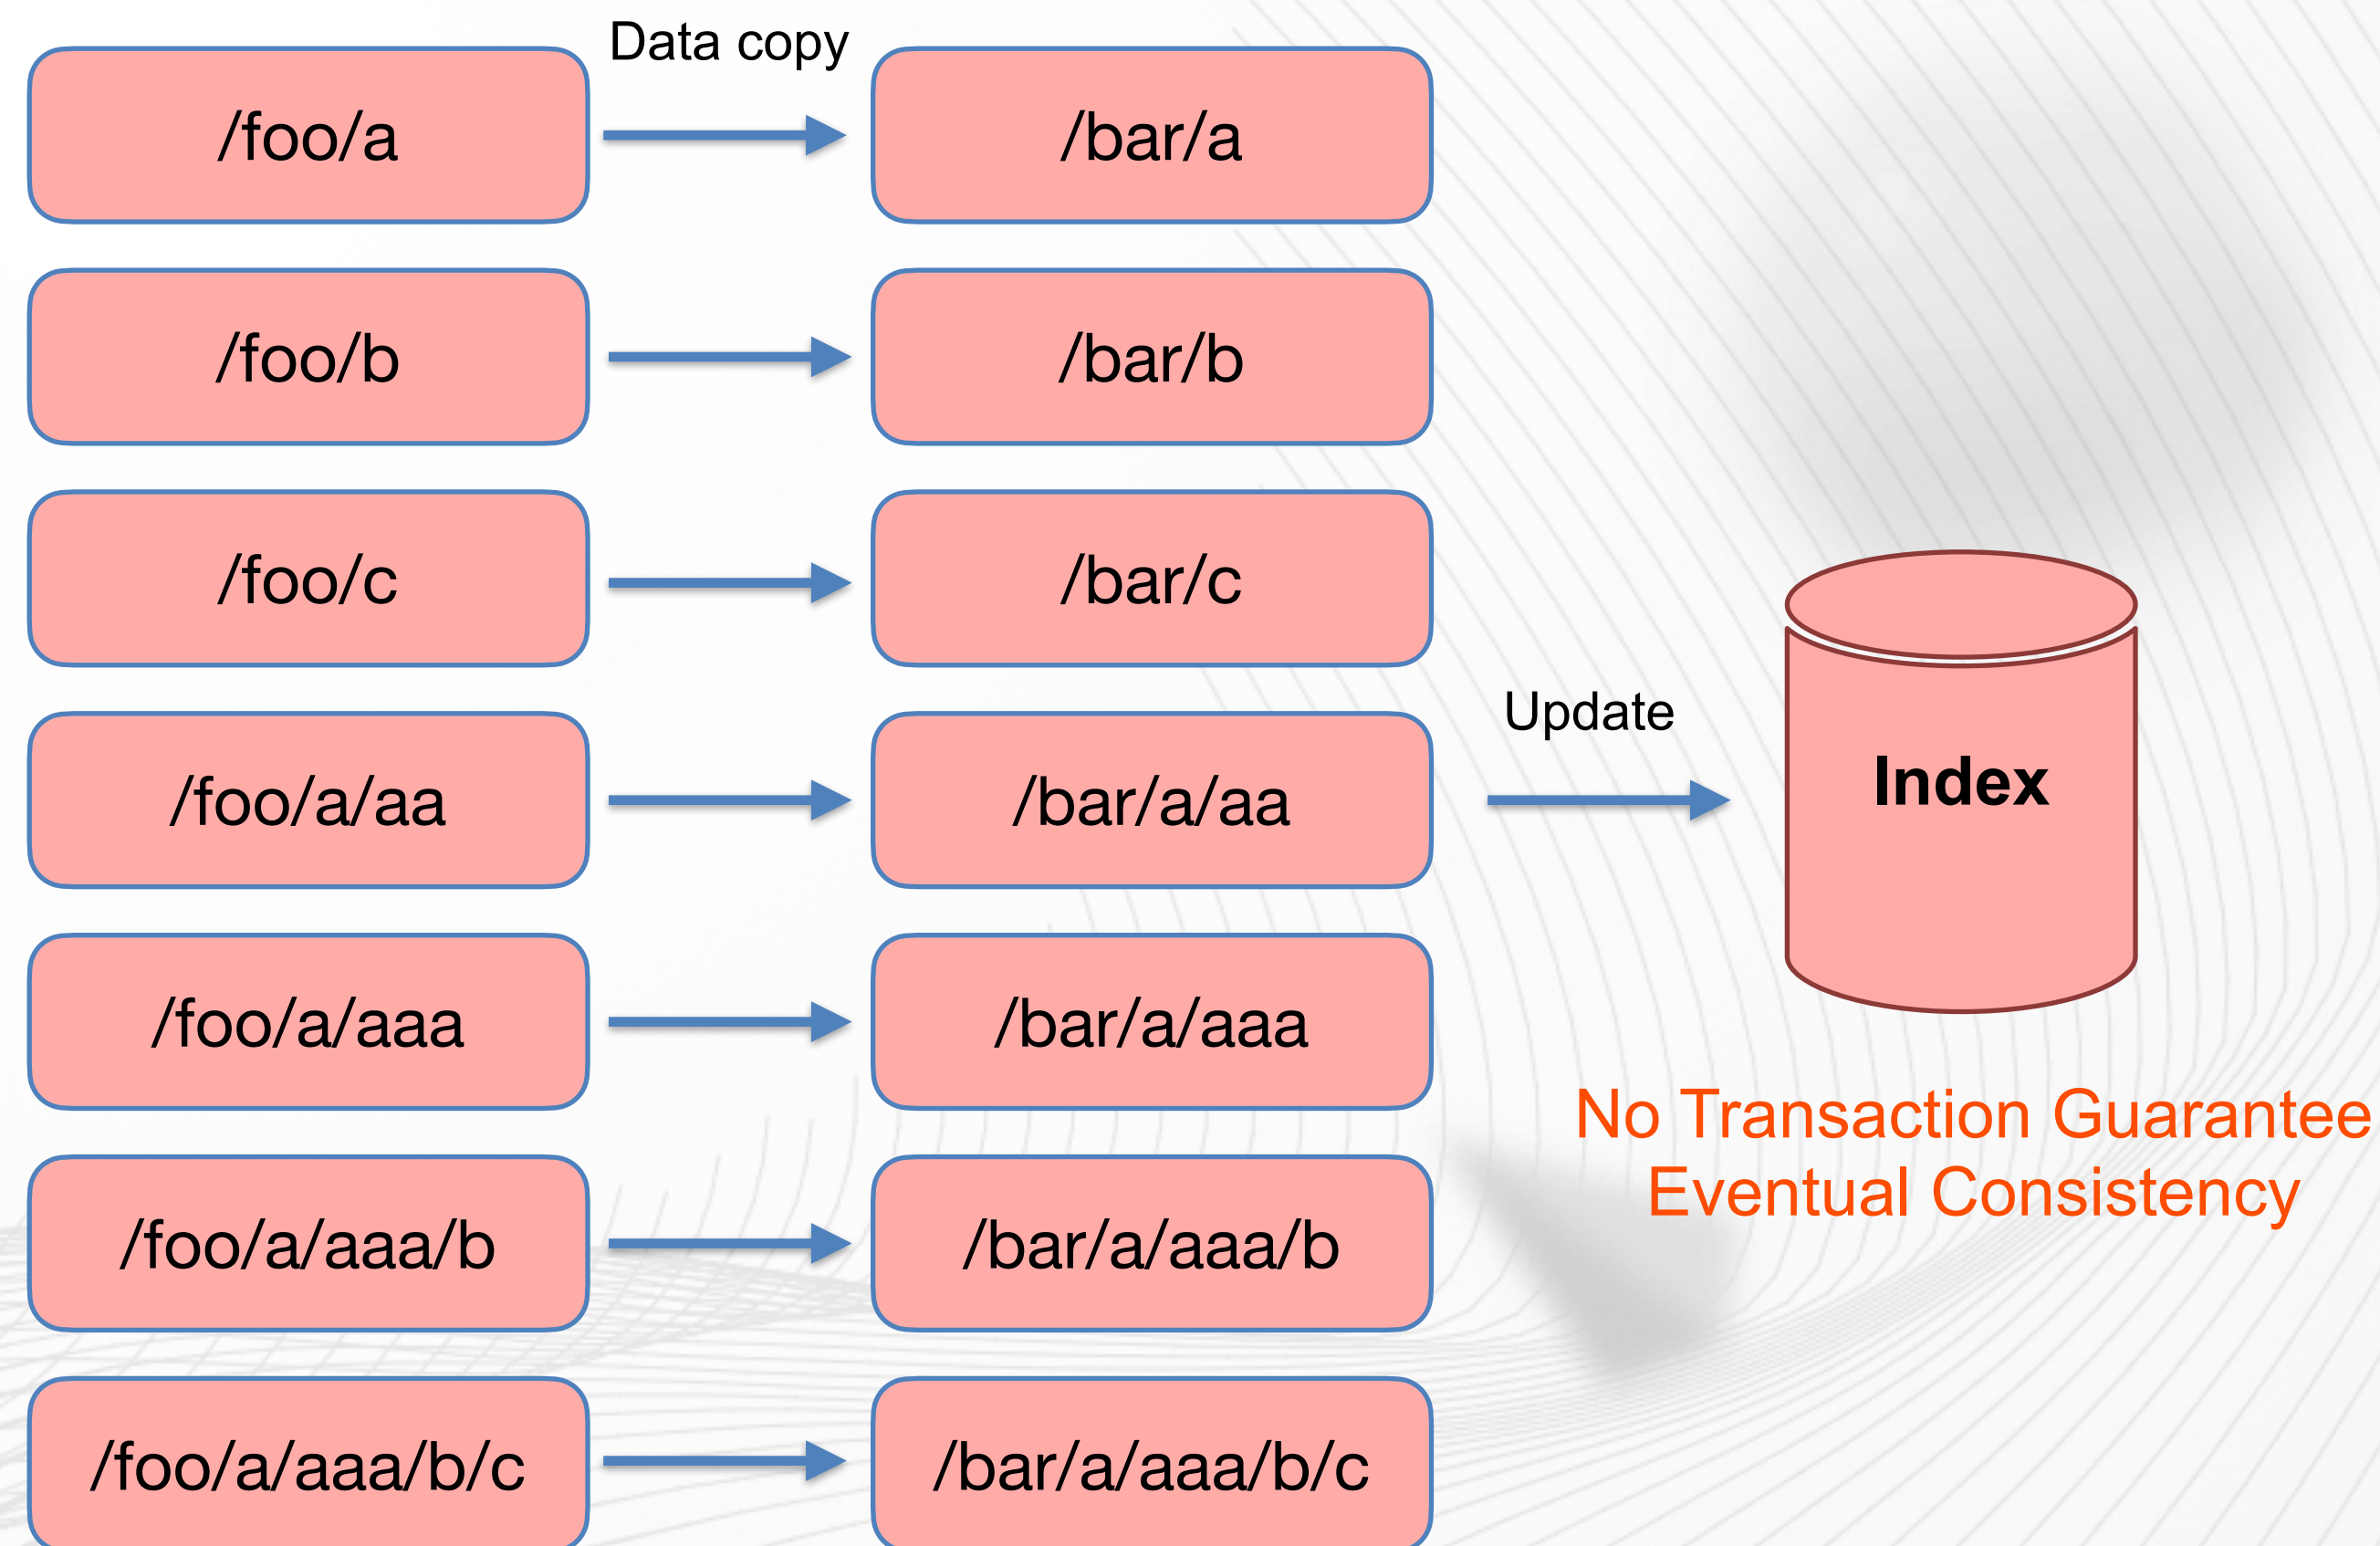 Data copy
/foo/a
/bar/a
/foo/b
/bar/b
/foo/c
/bar/c
/foo/a/aa
/bar/a/aa
Update
Index
/foo/a/aaa
/bar/a/aaa
No Transaction Guarantee
Eventual Consistency
/foo/a/aaa/b
/bar/a/aaa/b
/foo/a/aaa/b/c
/bar/a/aaa/b/c